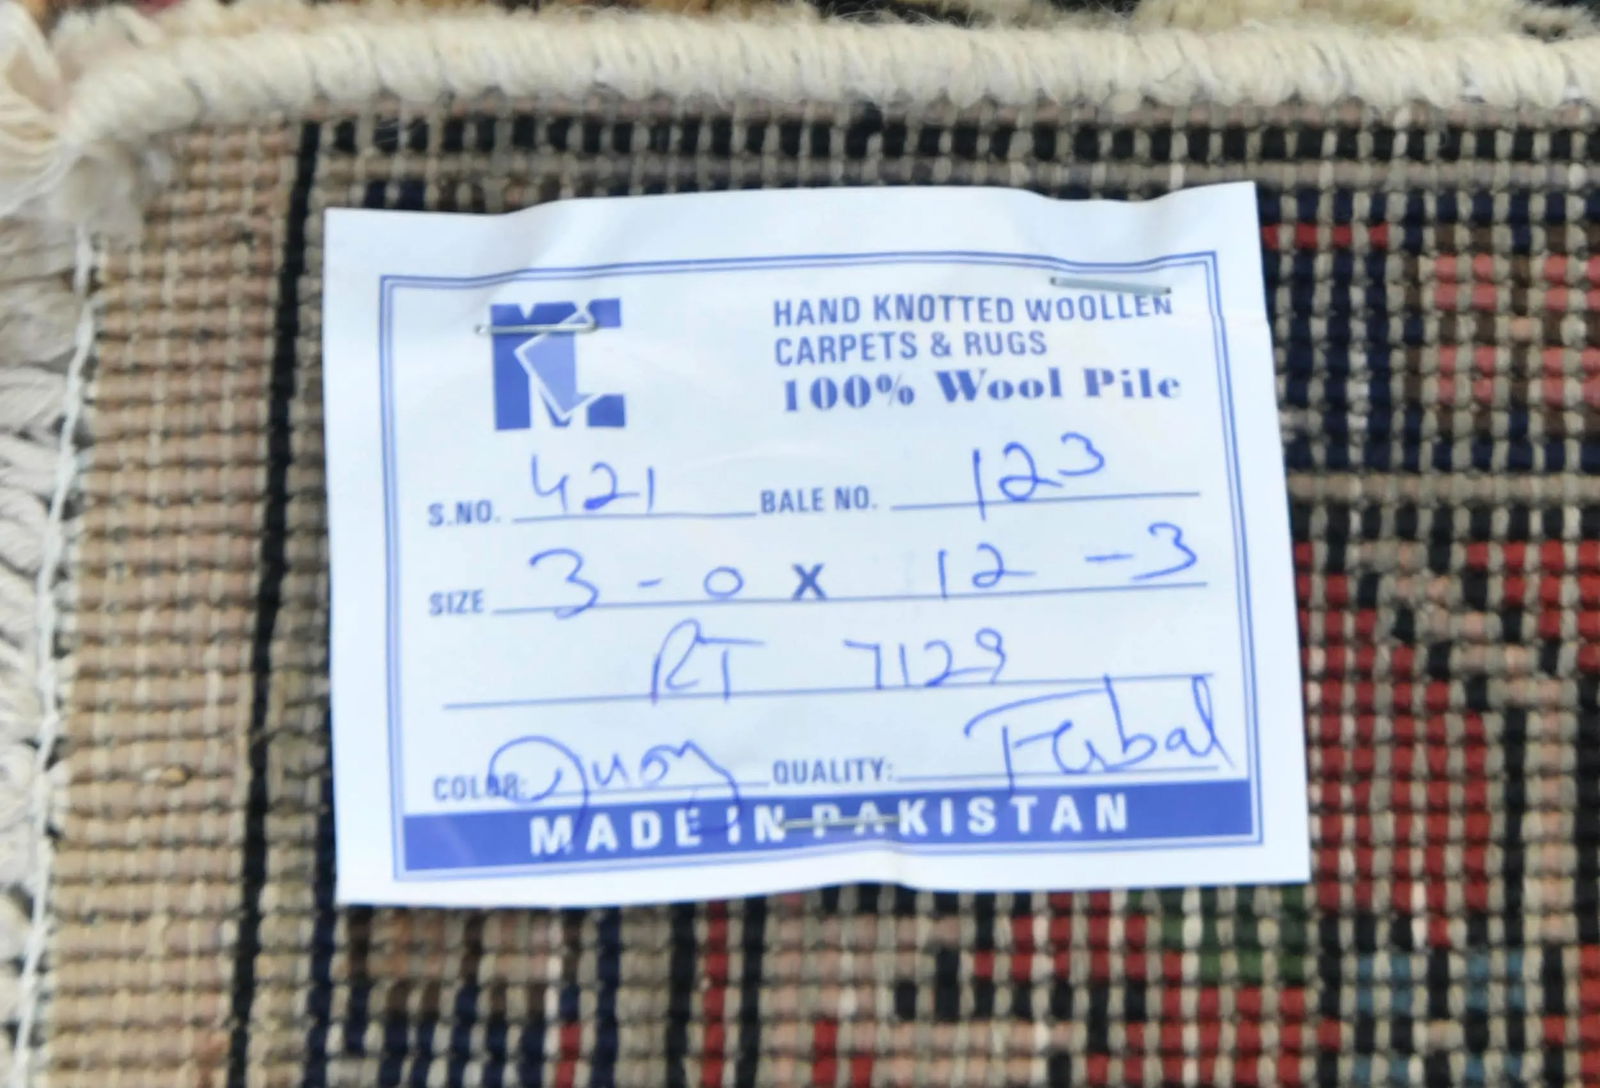 HAND KNOTTED WOOLLEN
CARPETS & RUGS
100% Wool Pile
S.NO. 421 BALE NO. 123
SIZE 3-0 X 12-3
RT 7129
COLOR: QUALITY:
MADE IN PAKISTAN